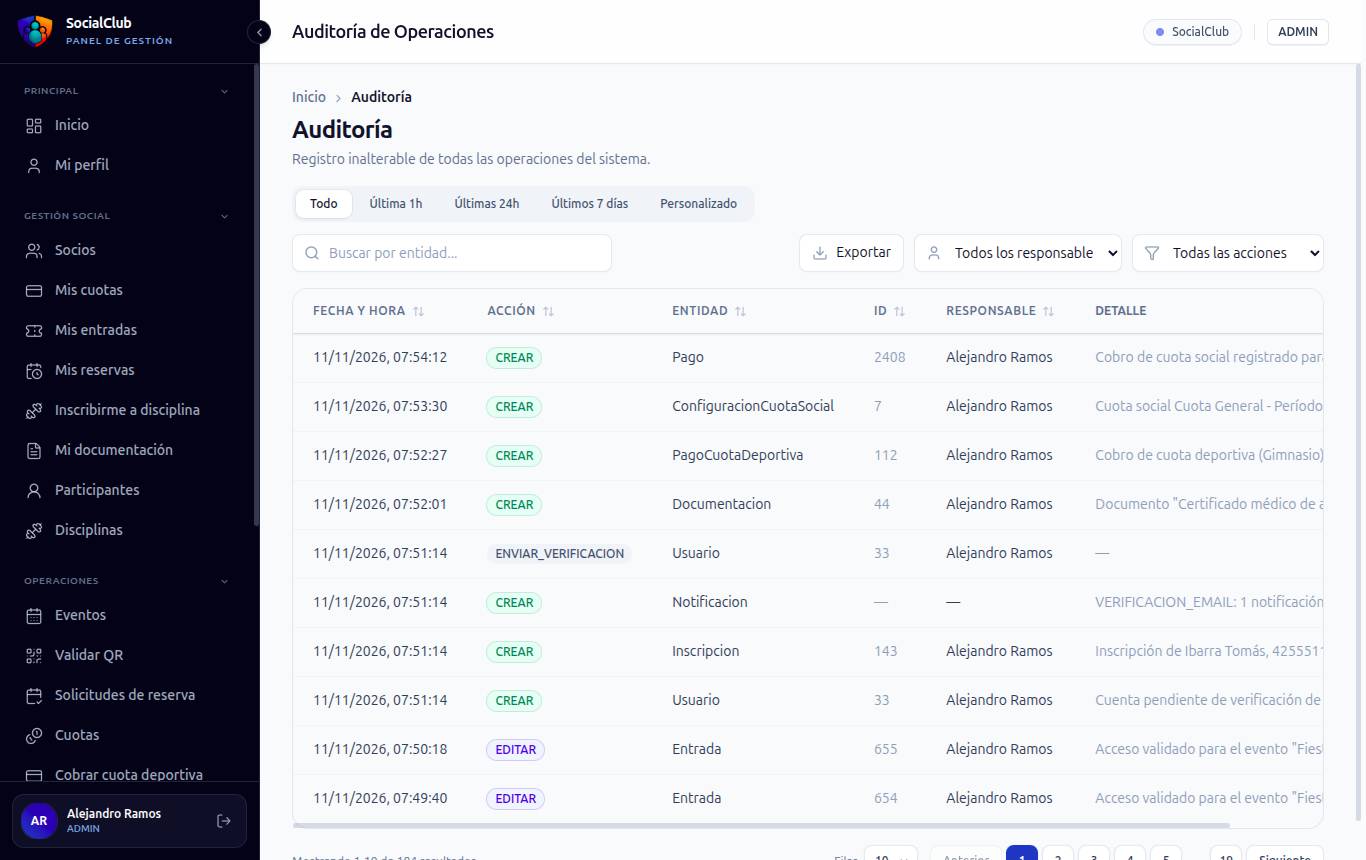 SocialClub
PANEL DE GESTIÓN
PRINCIPAL
Inicio
Mi perfil
GESTIÓN SOCIAL
Socios
Mis cuotas
Mis entradas
Mis reservas
Inscribirme a disciplina
Mi documentación
Participantes
Disciplinas
OPERACIONES
Eventos
Validar QR
Solicitudes de reserva
Cuotas
Cobrar cuota deportiva
AR
Alejandro Ramos
ADMIN
Auditoría de Operaciones
SocialClub
ADMIN
Inicio › Auditoría
Auditoría
Registro inalterable de todas las operaciones del sistema.
Todo Última 1h Últimas 24h Últimos 7 días Personalizado
Buscar por entidad... Exportar Todos los responsable Todas las acciones
FECHA Y HORA ACCIÓN ENTIDAD ID RESPONSABLE DETALLE
11/11/2026, 07:54:12 CREAR Pago 2408 Alejandro Ramos Cobro de cuota social registrado par
11/11/2026, 07:53:30 CREAR ConfiguracionCuotaSocial 7 Alejandro Ramos Cuota social Cuota General - Período
11/11/2026, 07:52:27 CREAR PagoCuotaDeportiva 112 Alejandro Ramos Cobro de cuota deportiva (Gimnasio)
11/11/2026, 07:52:01 CREAR Documentacion 44 Alejandro Ramos Documento "Certificado médico de a
11/11/2026, 07:51:14 ENVIAR_VERIFICACION Usuario 33 Alejandro Ramos —
11/11/2026, 07:51:14 CREAR Notificacion — — VERIFICACION_EMAIL: 1 notificación
11/11/2026, 07:51:14 CREAR Inscripcion 143 Alejandro Ramos Inscripción de Ibarra Tomás, 4255511
11/11/2026, 07:51:14 CREAR Usuario 33 Alejandro Ramos Cuenta pendiente de verificación de
11/11/2026, 07:50:18 EDITAR Entrada 655 Alejandro Ramos Acceso validado para el evento "Fies
11/11/2026, 07:49:40 EDITAR Entrada 654 Alejandro Ramos Acceso validado para el evento "Fies
Mostrando 1-10 de 184 resultados Filas 10 Anterior 1 2 3 4 5 19 Siguiente